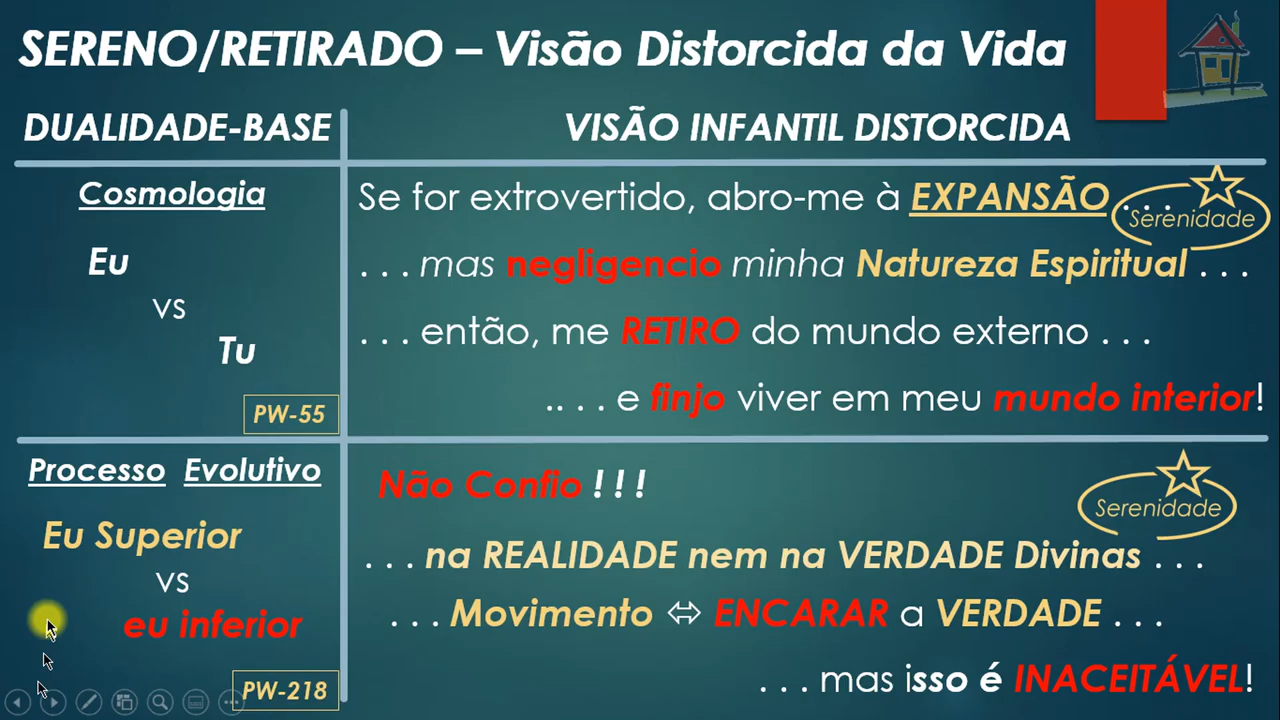 SERENO/RETIRADO – Visão Distorcida da Vida
DUALIDADE-BASE
VISÃO INFANTIL DISTORCIDA
Cosmologia
Eu
vs
Tu
PW-55
Se for extrovertido, abro-me à EXPANSÃO . . .
Serenidade
. . . mas negligencio minha Natureza Espiritual . . .
. . . então, me RETIRO do mundo externo . . .
.. . . e finjo viver em meu mundo interior!
Processo Evolutivo
Eu Superior
vs
eu inferior
PW-218
Não Confio ! ! !
Serenidade
. . . na REALIDADE nem na VERDADE Divinas . . .
. . . Movimento ⬄ ENCARAR a VERDADE . . .
. . . mas isso é INACEITÁVEL!